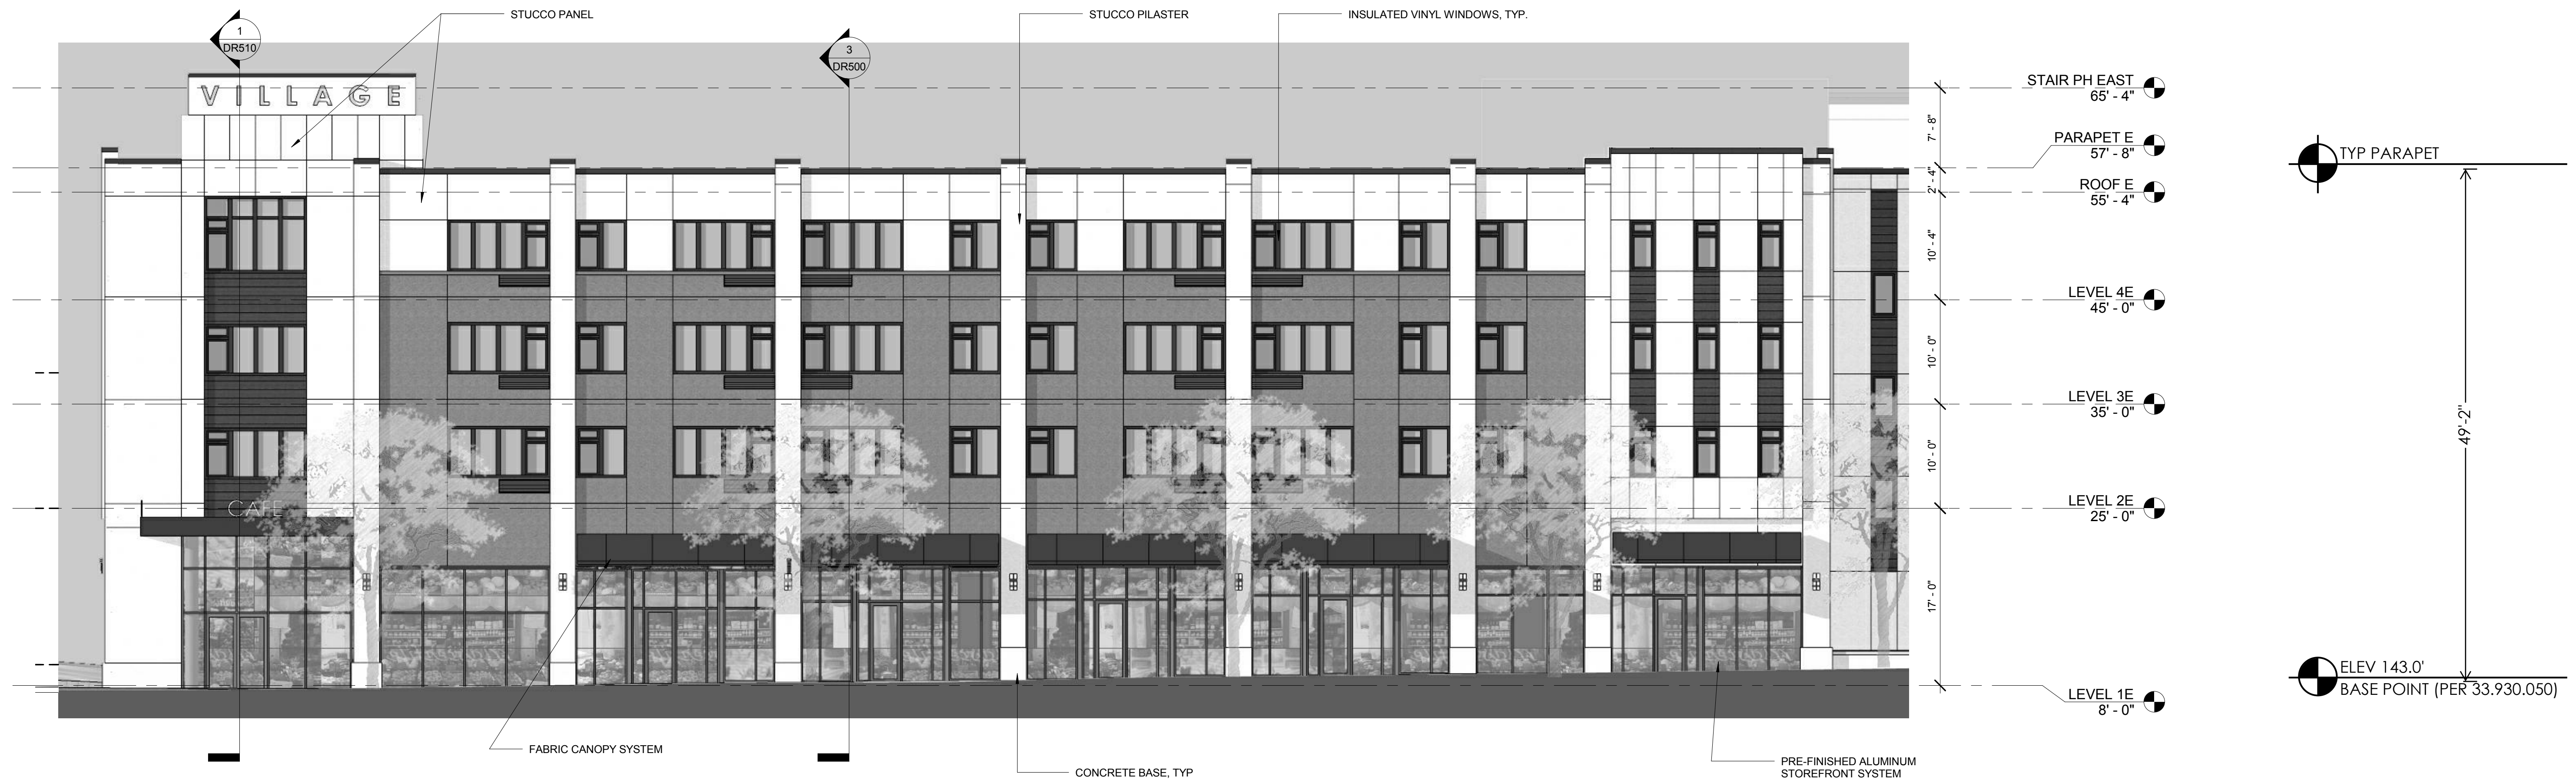 STUCCO PANEL
STUCCO PILASTER
INSULATED VINYL WINDOWS, TYP.
1
DR510
3
DR500
VILLAGE
CAFE
STAIR PH EAST
65' - 4"
PARAPET E
57' - 8"
ROOF E
55' - 4"
LEVEL 4E
45' - 0"
LEVEL 3E
35' - 0"
LEVEL 2E
25' - 0"
LEVEL 1E
8' - 0"
7' - 8"
2' - 4"
10' - 4"
10' - 0"
10' - 0"
17' - 0"
TYP PARAPET
49'-2"
ELEV 143.0'
BASE POINT (PER 33.930.050)
FABRIC CANOPY SYSTEM
CONCRETE BASE, TYP
PRE-FINISHED ALUMINUM
STOREFRONT SYSTEM